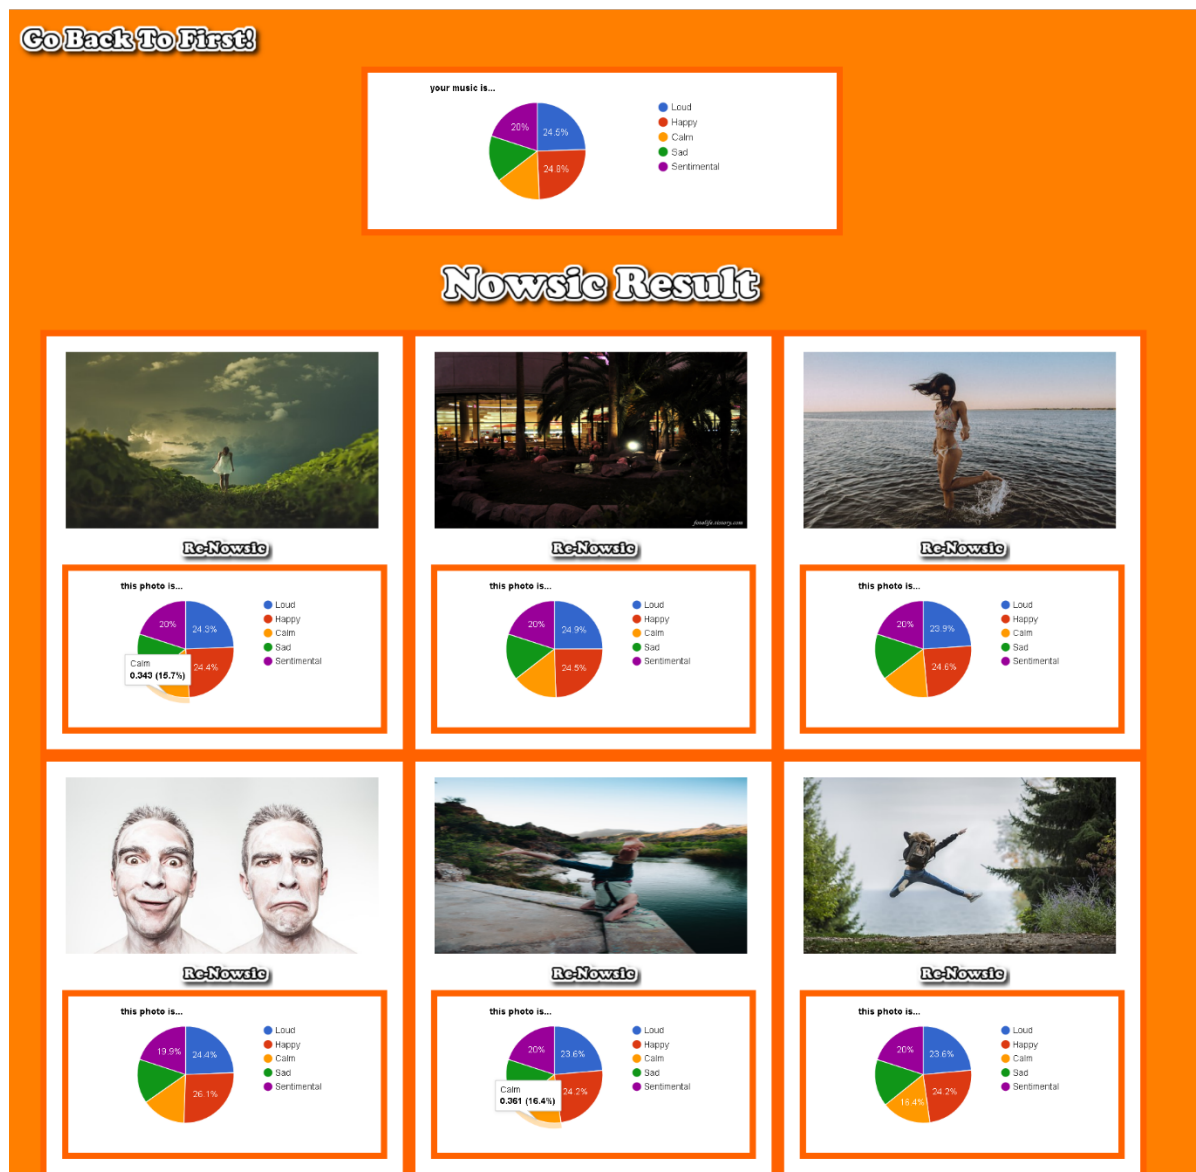 Go Back To First!
your music is...
20%
24.5%
24.8%
Loud
Happy
Calm
Sad
Sentimental
Nowsic Result
Re-Nowsic
this photo is...
20%
24.3%
24.4%
Calm
0.343 (15.7%)
Loud
Happy
Calm
Sad
Sentimental
Re-Nowsic
this photo is...
20%
24.9%
24.5%
Loud
Happy
Calm
Sad
Sentimental
Re-Nowsic
this photo is...
20%
23.9%
24.6%
Loud
Happy
Calm
Sad
Sentimental
Re-Nowsic
this photo is...
19.9%
24.4%
26.1%
Loud
Happy
Calm
Sad
Sentimental
Re-Nowsic
this photo is...
20%
23.6%
24.2%
Calm
0.361 (16.4%)
Loud
Happy
Calm
Sad
Sentimental
Re-Nowsic
this photo is...
20%
23.6%
24.2%
16.4%
Loud
Happy
Calm
Sad
Sentimental